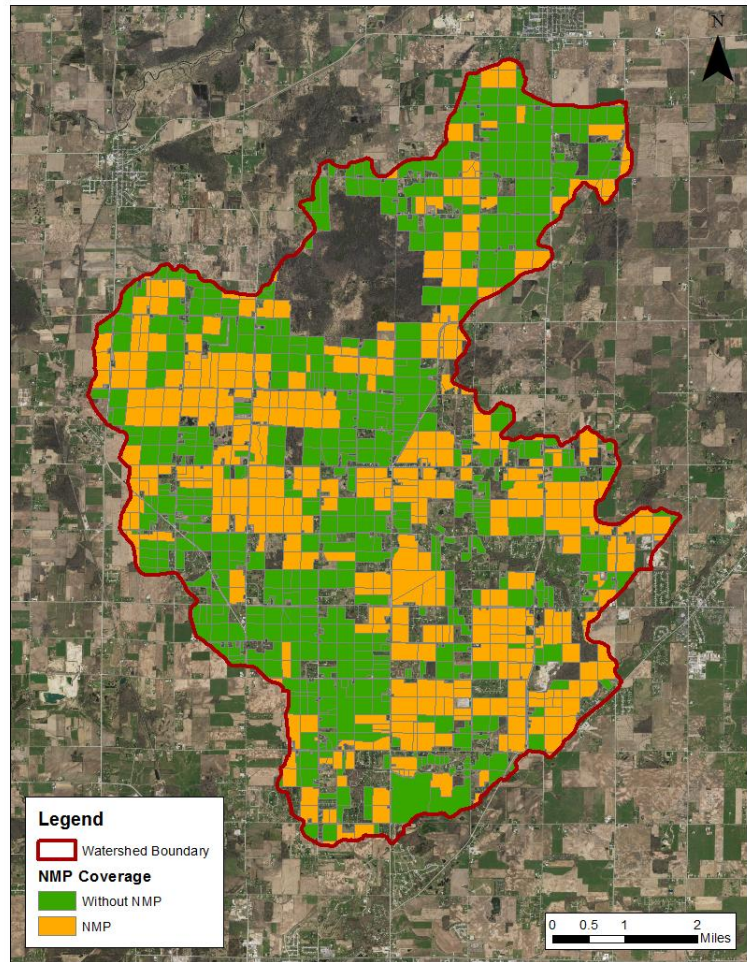 N
Legend
Watershed Boundary
NMP Coverage
Without NMP
NMP
0 0.5 1 2
Miles